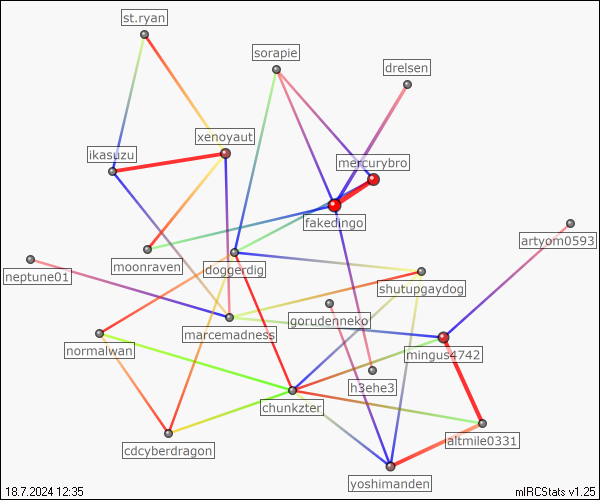 st.ryan
sorapie
drelsen
xenoyaut
ikasuzu
mercurybro
fakedingo
artyom0593
moonraven
doggerdig
neptune01
shutupgaydog
gorudenneko
marcemadness
normalwan
mingus4742
h3ehe3
chunkzter
altmile0331
cdcyberdragon
yoshimanden
18.7.2024 12:35
mIRCStats v1.25